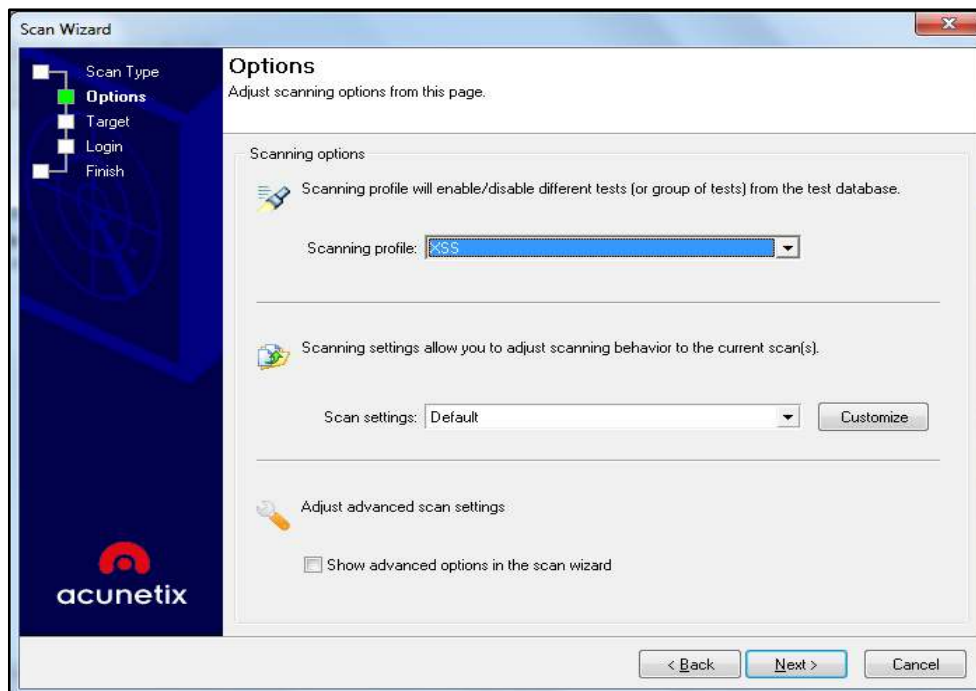 Scan Wizard
Scan Type
Options
Target
Login
Finish
acunetix
Options
Adjust scanning options from this page.
Scanning options
Scanning profile will enable/disable different tests (or group of tests) from the test database.
Scanning profile: XSS
Scanning settings allow you to adjust scanning behavior to the current scan(s).
Scan settings: Default Customize
Adjust advanced scan settings
Show advanced options in the scan wizard
< Back Next > Cancel